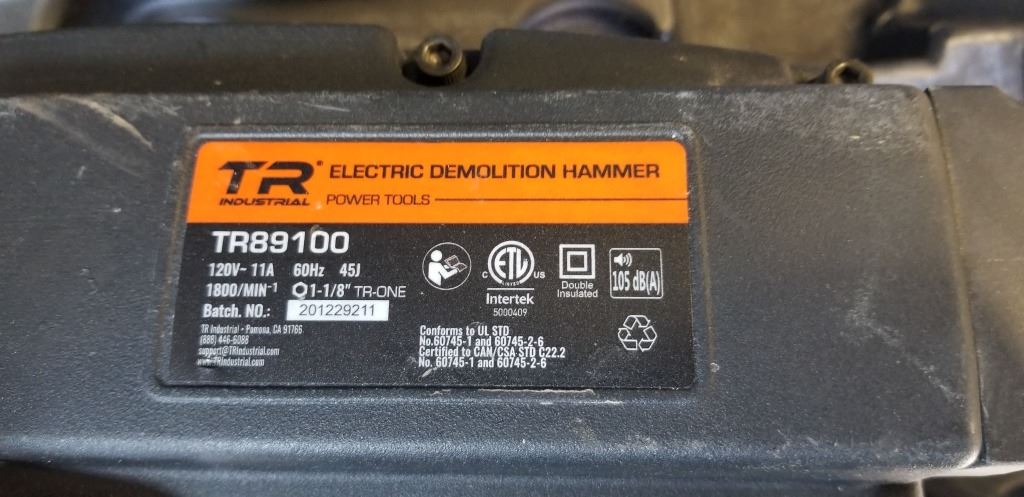 TR® ELECTRIC DEMOLITION HAMMER
INDUSTRIAL POWER TOOLS
TR89100
120V~ 11A 60Hz 45J
1800/MIN-1 1-1/8" TR-ONE
Batch. NO.: 201229211
TR Industrial - Pomona, CA 91766
(888) 446-6088
support@TRIndustrial.com
www.TRIndustrial.com
C ETL US
LISTED
Intertek
5000409
Double
Insulated
105 dB(A)
Conforms to UL STD
No.60745-1 and 60745-2-6
Certified to CAN/CSA STD C22.2
No. 60745-1 and 60745-2-6